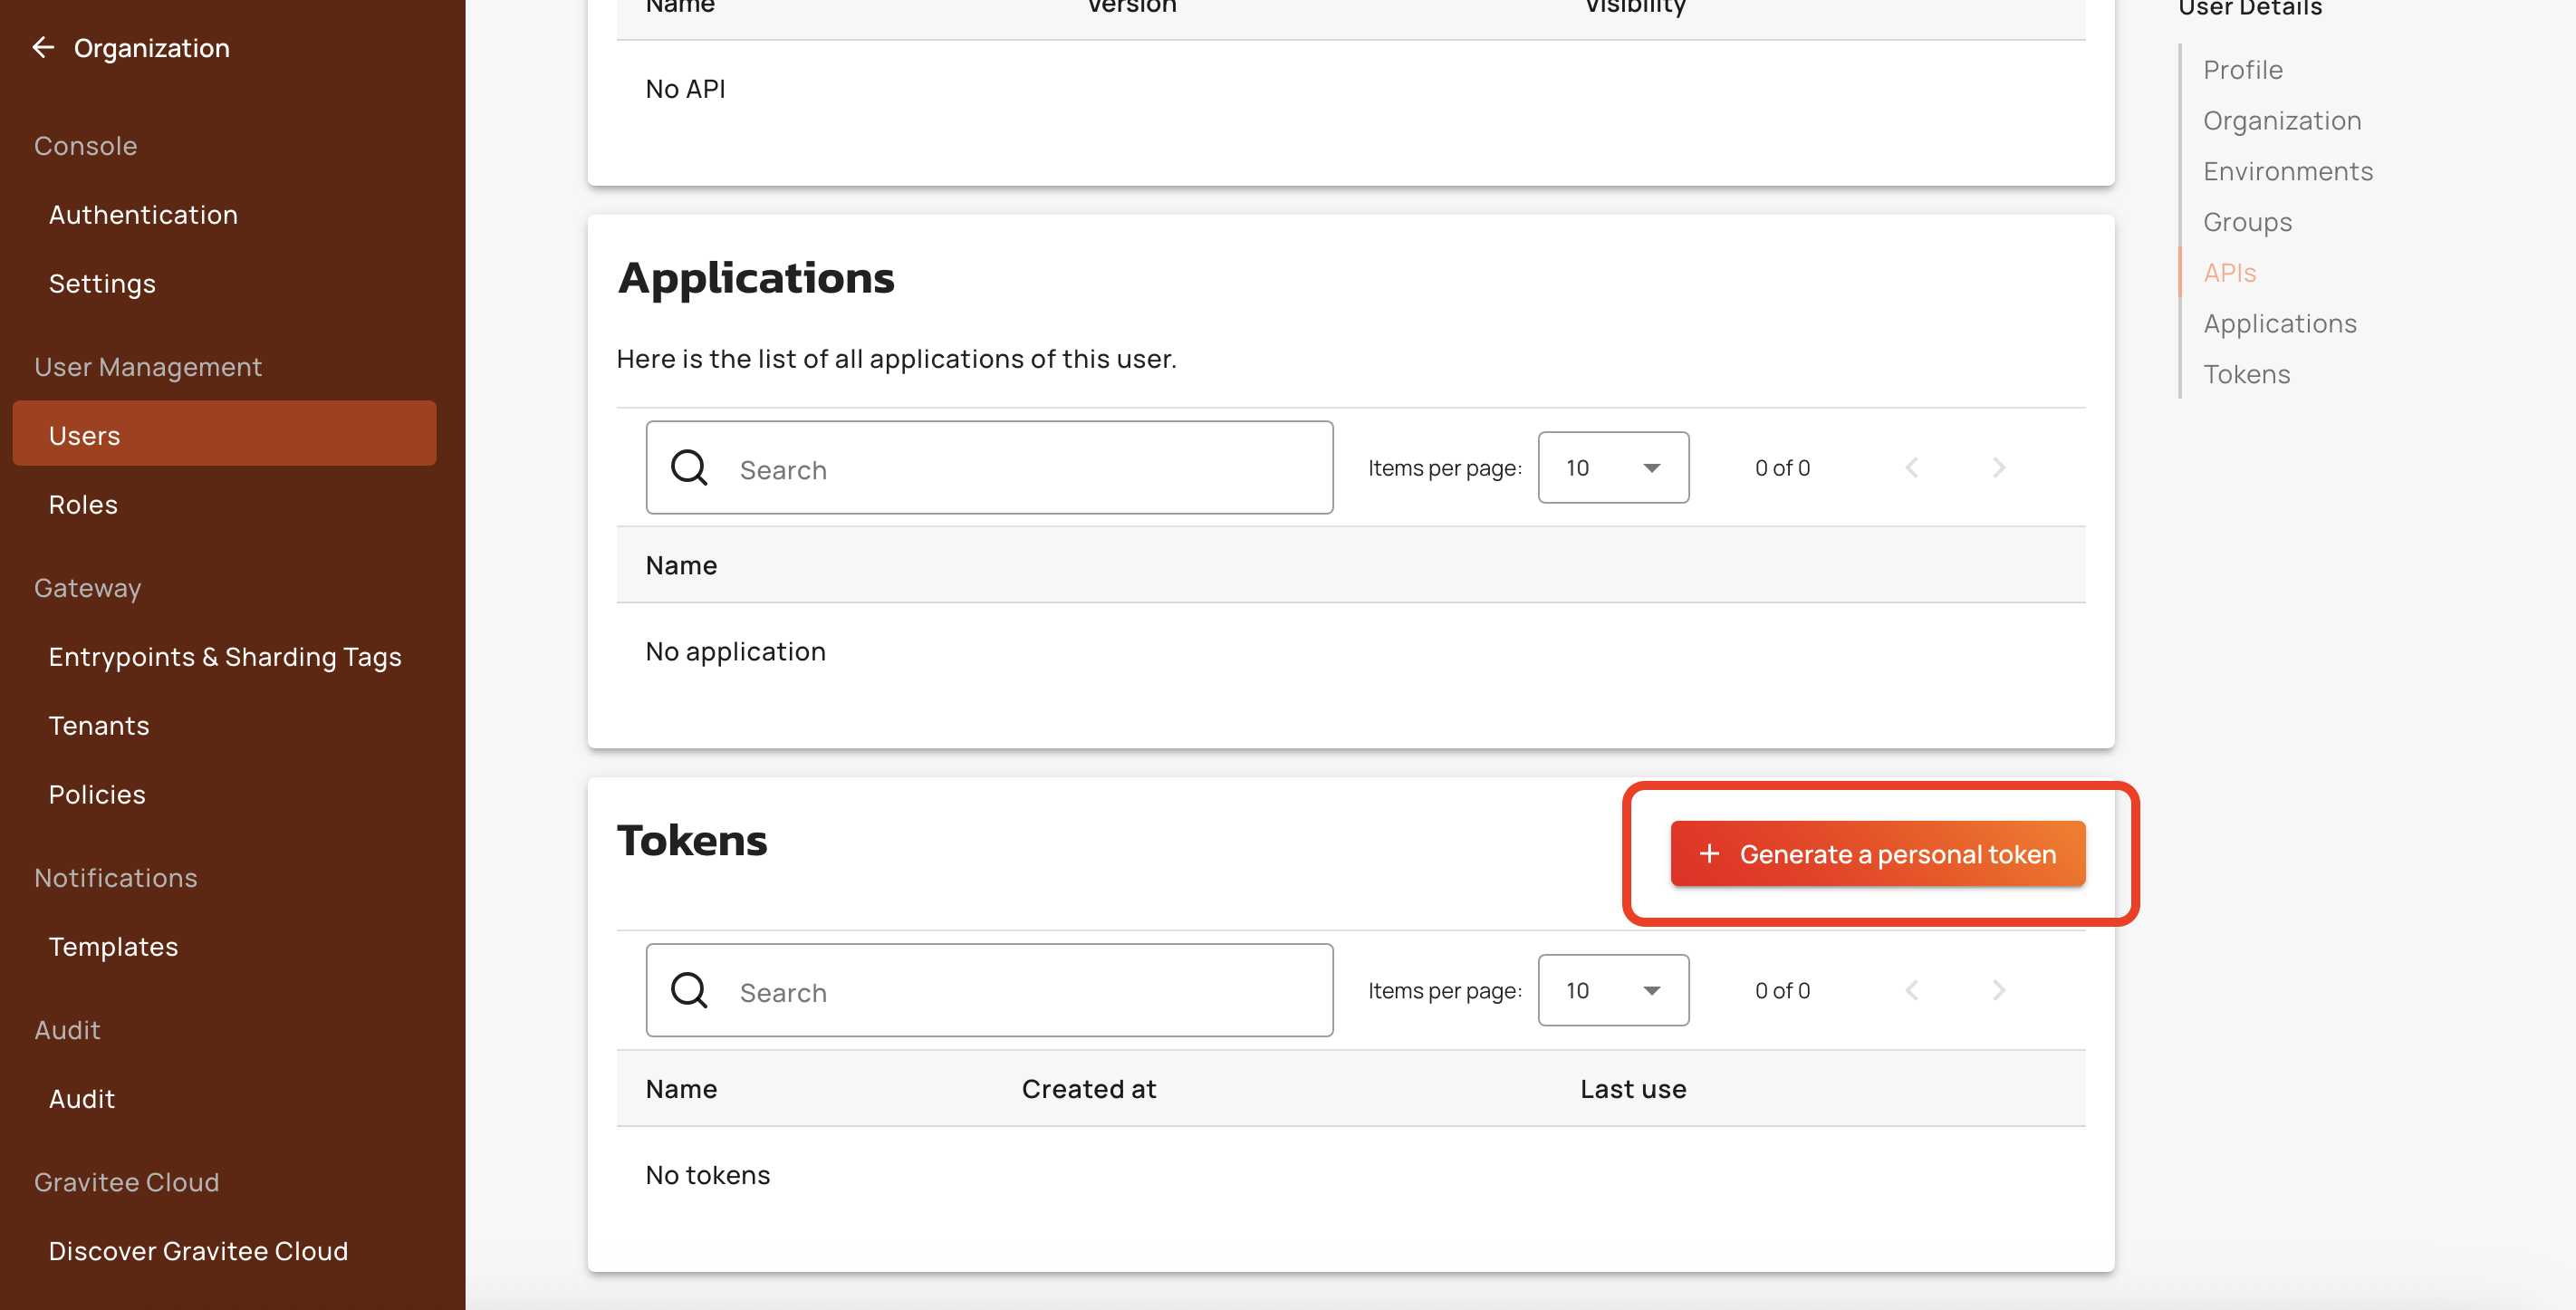 Organization
Console
Authentication
Settings
User Management
Users
Roles
Gateway
Entrypoints & Sharding Tags
Tenants
Policies
Notifications
Templates
Audit
Audit
Gravitee Cloud
Discover Gravitee Cloud
Name Version Visibility
No API
Applications
Here is the list of all applications of this user.
Search Items per page: 10 0 of 0
Name
No application
Tokens
+ Generate a personal token
Search Items per page: 10 0 of 0
Name Created at Last use
No tokens
User Details
Profile
Organization
Environments
Groups
APIs
Applications
Tokens